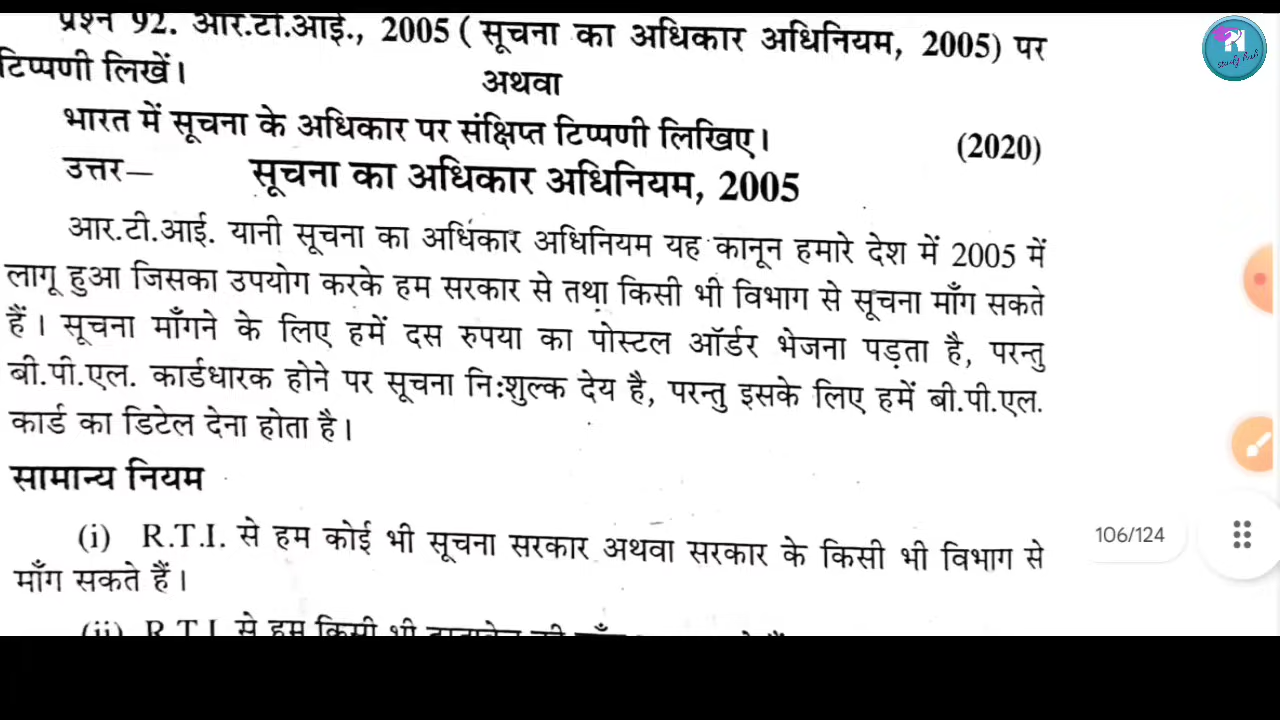 प्रश्न 92. आर.टी.आई., 2005 ( सूचना का अधिकार अधिनियम, 2005) पर
टिप्पणी लिखें।
अथवा
भारत में सूचना के अधिकार पर संक्षिप्त टिप्पणी लिखिए।
(2020)
उत्तर—
सूचना का अधिकार अधिनियम, 2005
आर.टी.आई. यानी सूचना का अधिकार अधिनियम यह कानून हमारे देश में 2005 में
लागू हुआ जिसका उपयोग करके हम सरकार से तथा किसी भी विभाग से सूचना माँग सकते
हैं। सूचना माँगने के लिए हमें दस रुपया का पोस्टल ऑर्डर भेजना पड़ता है, परन्तु
बी.पी.एल. कार्डधारक होने पर सूचना निःशुल्क देय है, परन्तु इसके लिए हमें बी.पी.एल.
कार्ड का डिटेल देना होता है।
सामान्य नियम
(i) R.T.I. से हम कोई भी सूचना सरकार अथवा सरकार के किसी भी विभाग से
106/124
माँग सकते हैं।
(ii) R.T.I. से हम किसी भी